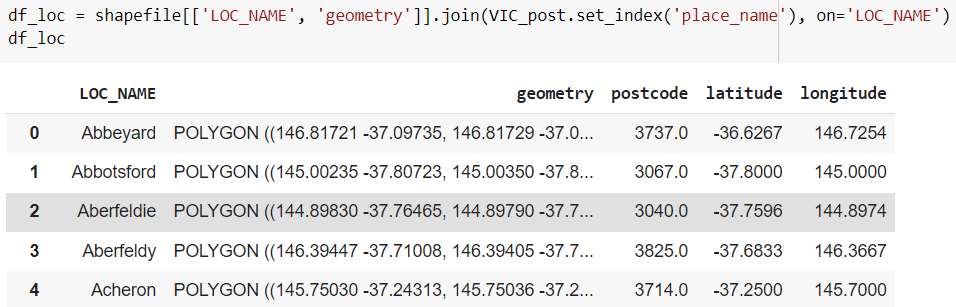 df_loc = shapefile[['LOC_NAME', 'geometry']].join(VIC_post.set_index('place_name'), on='LOC_NAME')
df_loc
LOC_NAME geometry postcode latitude longitude
0 Abbeyard POLYGON ((146.81721 -37.09735, 146.81729 -37.0... 3737.0 -36.6267 146.7254
1 Abbotsford POLYGON ((145.00235 -37.80723, 145.00350 -37.8... 3067.0 -37.8000 145.0000
2 Aberfeldie POLYGON ((144.89830 -37.76465, 144.89790 -37.7... 3040.0 -37.7596 144.8974
3 Aberfeldy POLYGON ((146.39447 -37.71008, 146.39405 -37.7... 3825.0 -37.6833 146.3667
4 Acheron POLYGON ((145.75030 -37.24313, 145.75036 -37.2... 3714.0 -37.2500 145.7000